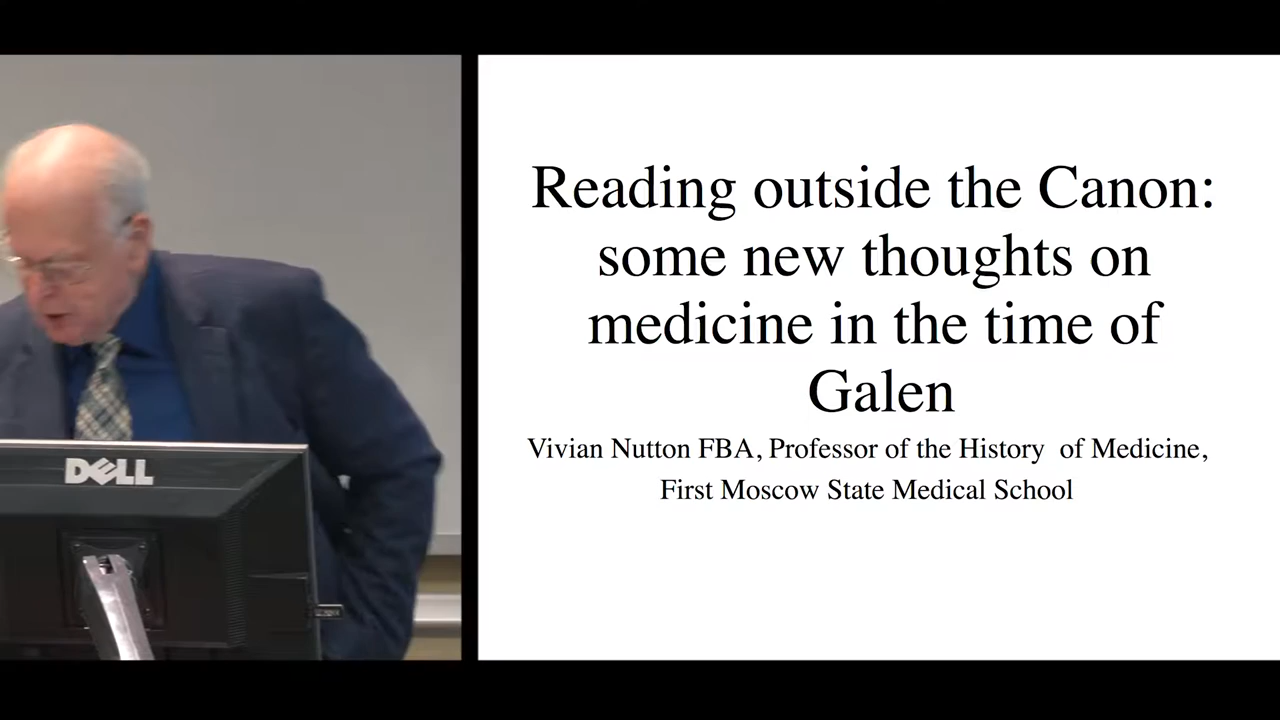 DELL
Reading outside the Canon:
some new thoughts on
medicine in the time of
Galen
Vivian Nutton FBA, Professor of the History of Medicine,
First Moscow State Medical School